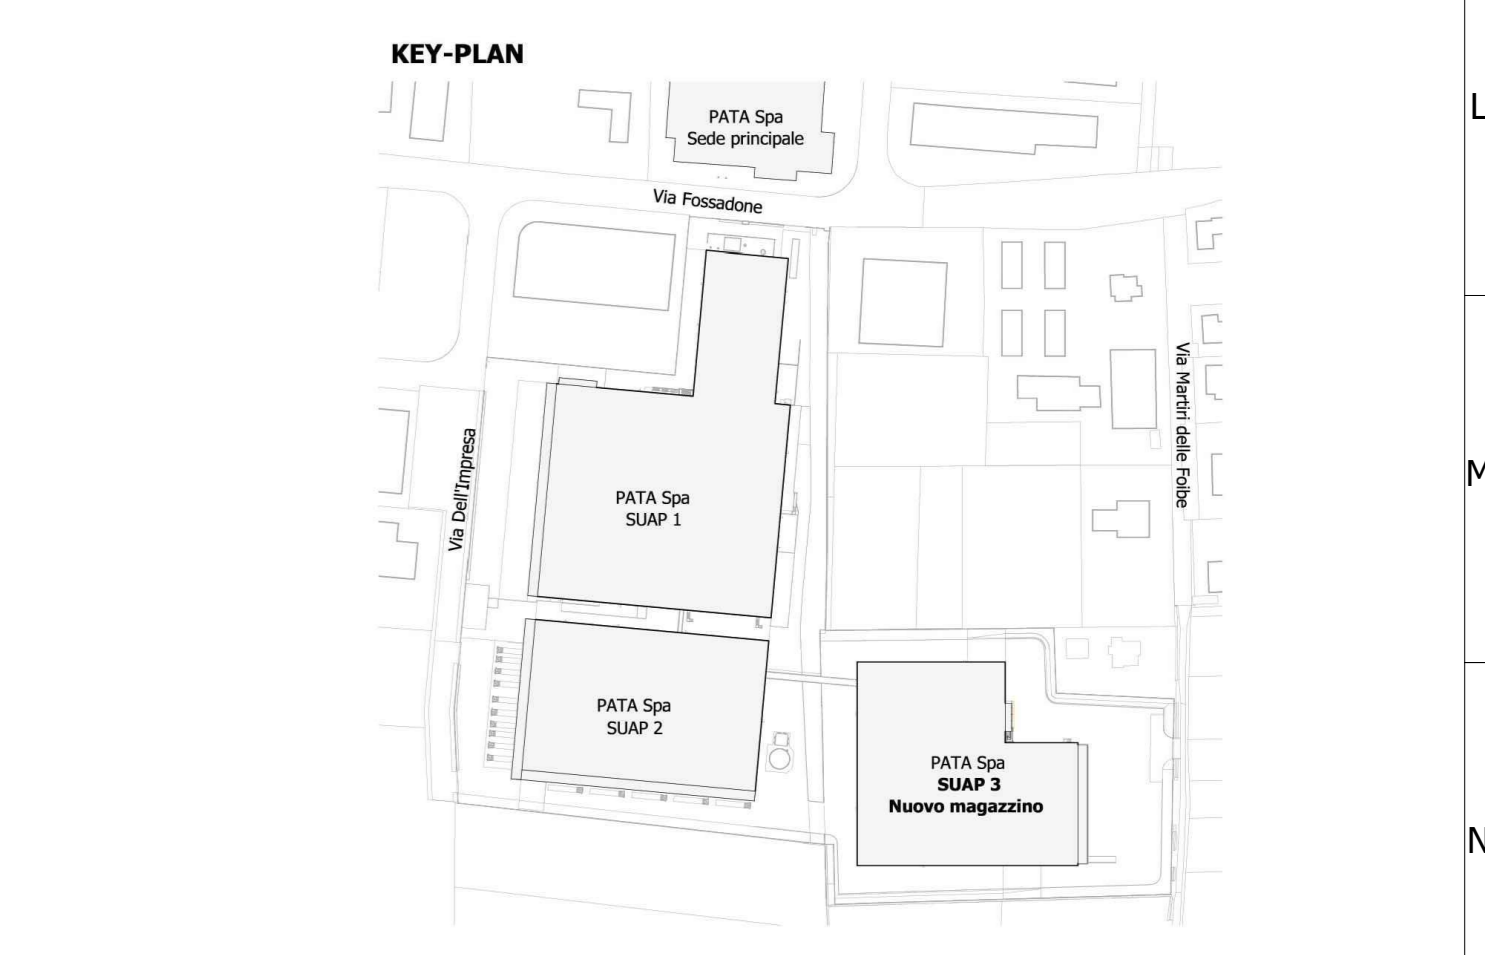 KEY-PLAN
PATA Spa
Sede principale
Via Fossadone
Via Martiri delle Foibe
Via Dell'Impresa
PATA Spa
SUAP 1
PATA Spa
SUAP 2
PATA Spa
SUAP 3
Nuovo magazzino
L
M
N